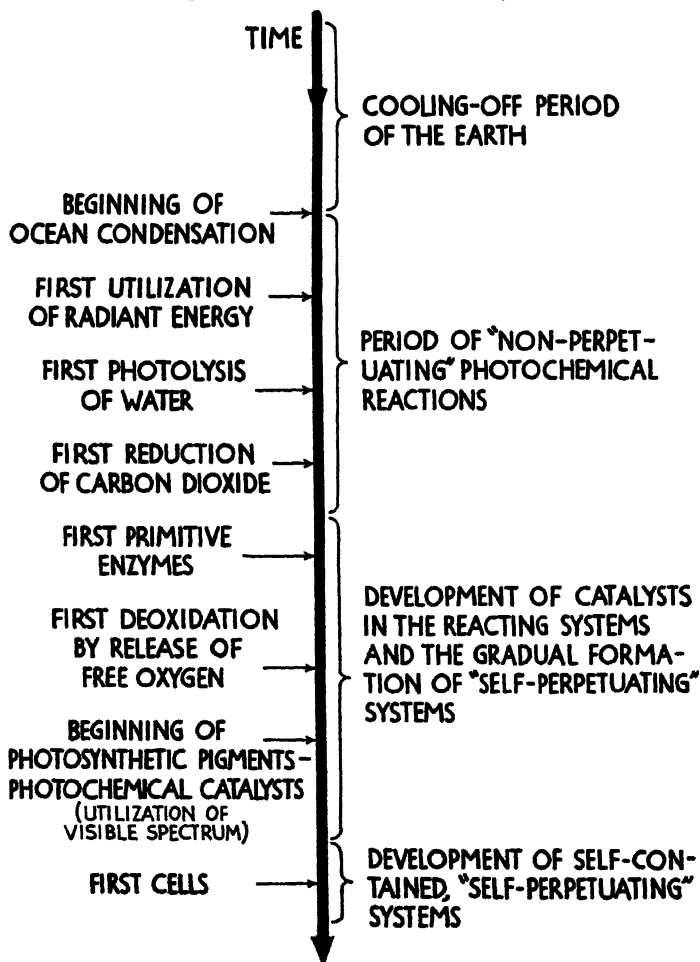 TIME
COOLING-OFF PERIOD
OF THE EARTH
BEGINNING OF
OCEAN CONDENSATION
FIRST UTILIZATION
OF RADIANT ENERGY
PERIOD OF "NON-PERPET-
UATING" PHOTOCHEMICAL
REACTIONS
FIRST PHOTOLYSIS
OF WATER
FIRST REDUCTION
OF CARBON DIOXIDE
FIRST PRIMITIVE
ENZYMES
DEVELOPMENT OF CATALYSTS
IN THE REACTING SYSTEMS
AND THE GRADUAL FORMA-
TION OF "SELF-PERPETUATING"
SYSTEMS
FIRST DEOXIDATION
BY RELEASE OF
FREE OXYGEN
BEGINNING OF
PHOTOSYNTHETIC PIGMENTS-
PHOTOCHEMICAL CATALYSTS
(UTILIZATION OF
VISIBLE SPECTRUM)
FIRST CELLS
DEVELOPMENT OF SELF-CON-
TAINED, "SELF-PERPETUATING"
SYSTEMS